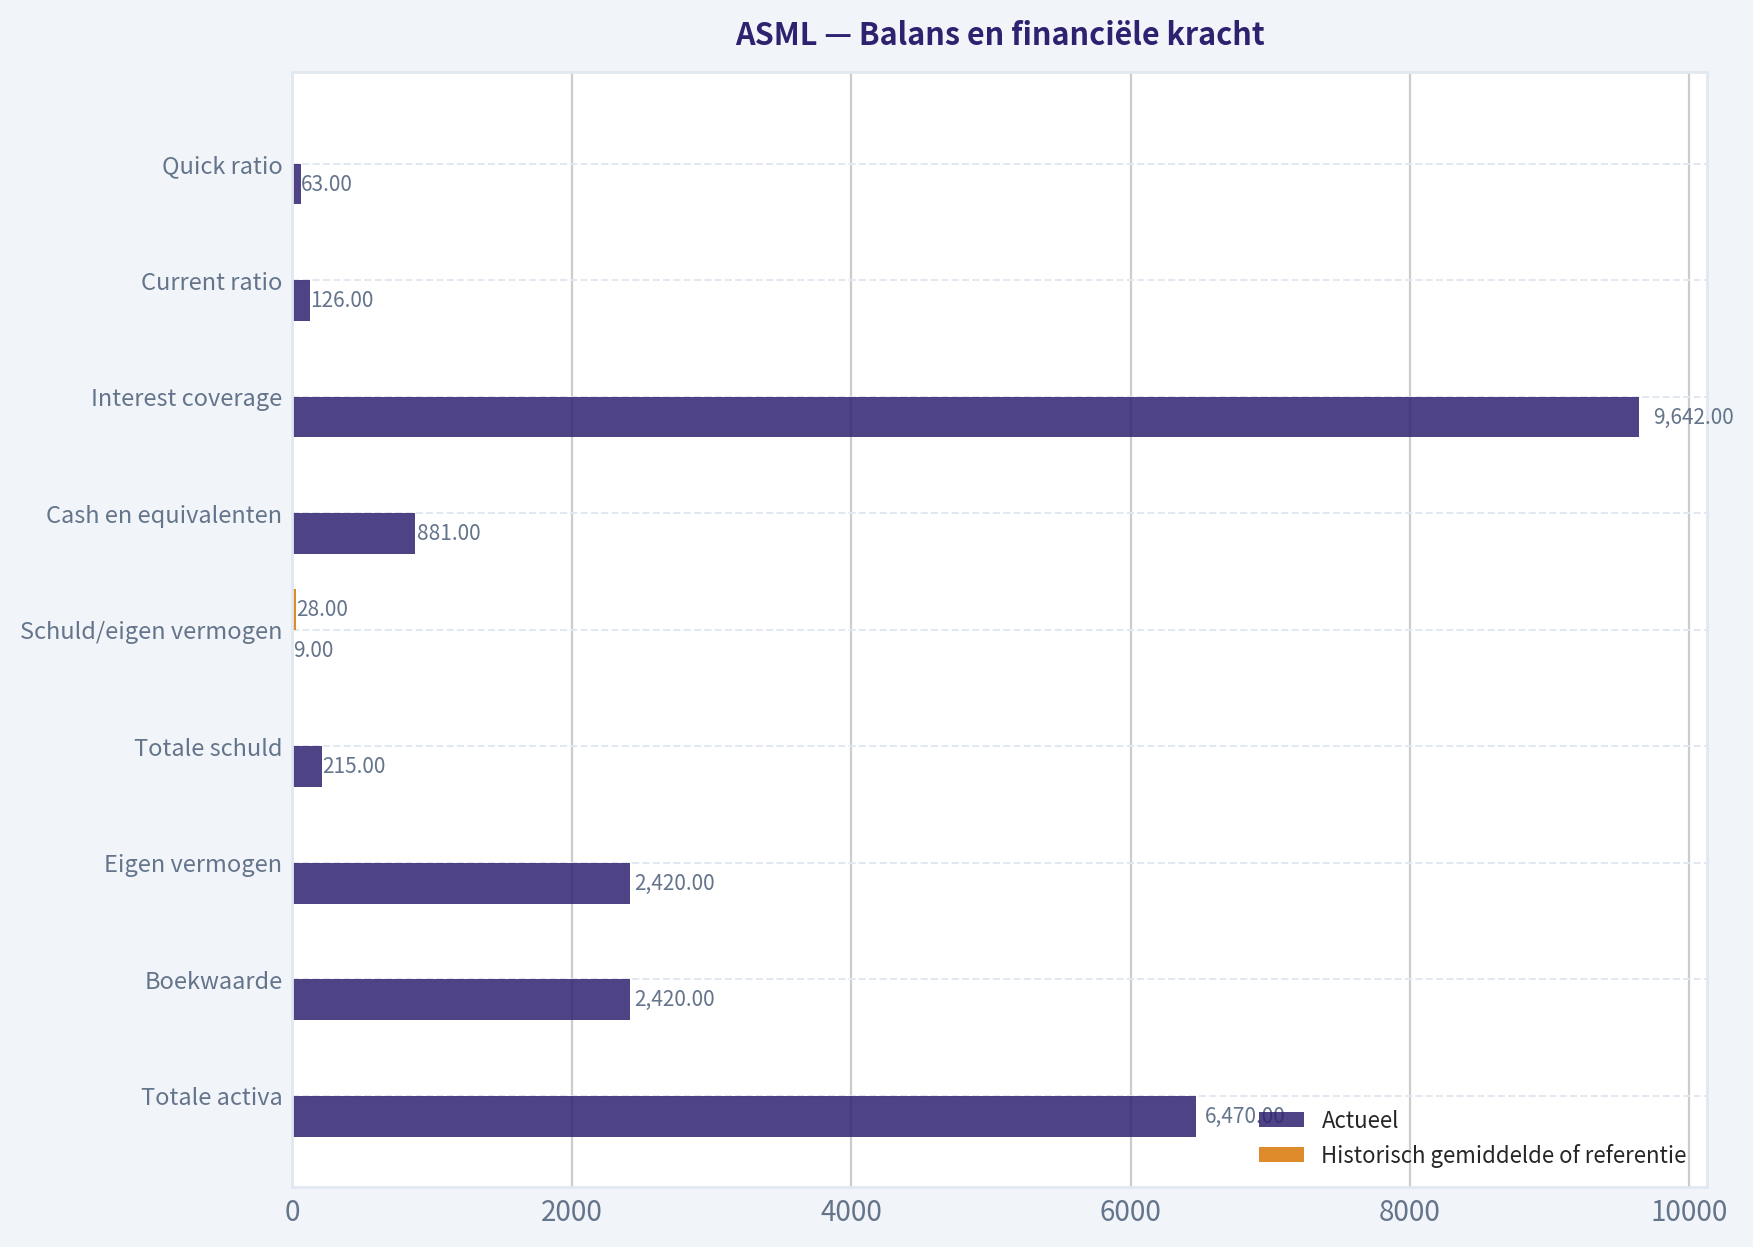 ASML — Balans en financiële kracht
Quick ratio
63.00
Current ratio
126.00
Interest coverage
9,642.00
Cash en equivalenten
881.00
28.00
Schuld/eigen vermogen
9.00
Totale schuld
215.00
Eigen vermogen
2,420.00
Boekwaarde
2,420.00
Totale activa
6,470.00
Actueel
Historisch gemiddelde of referentie
0 2000 4000 6000 8000 10000